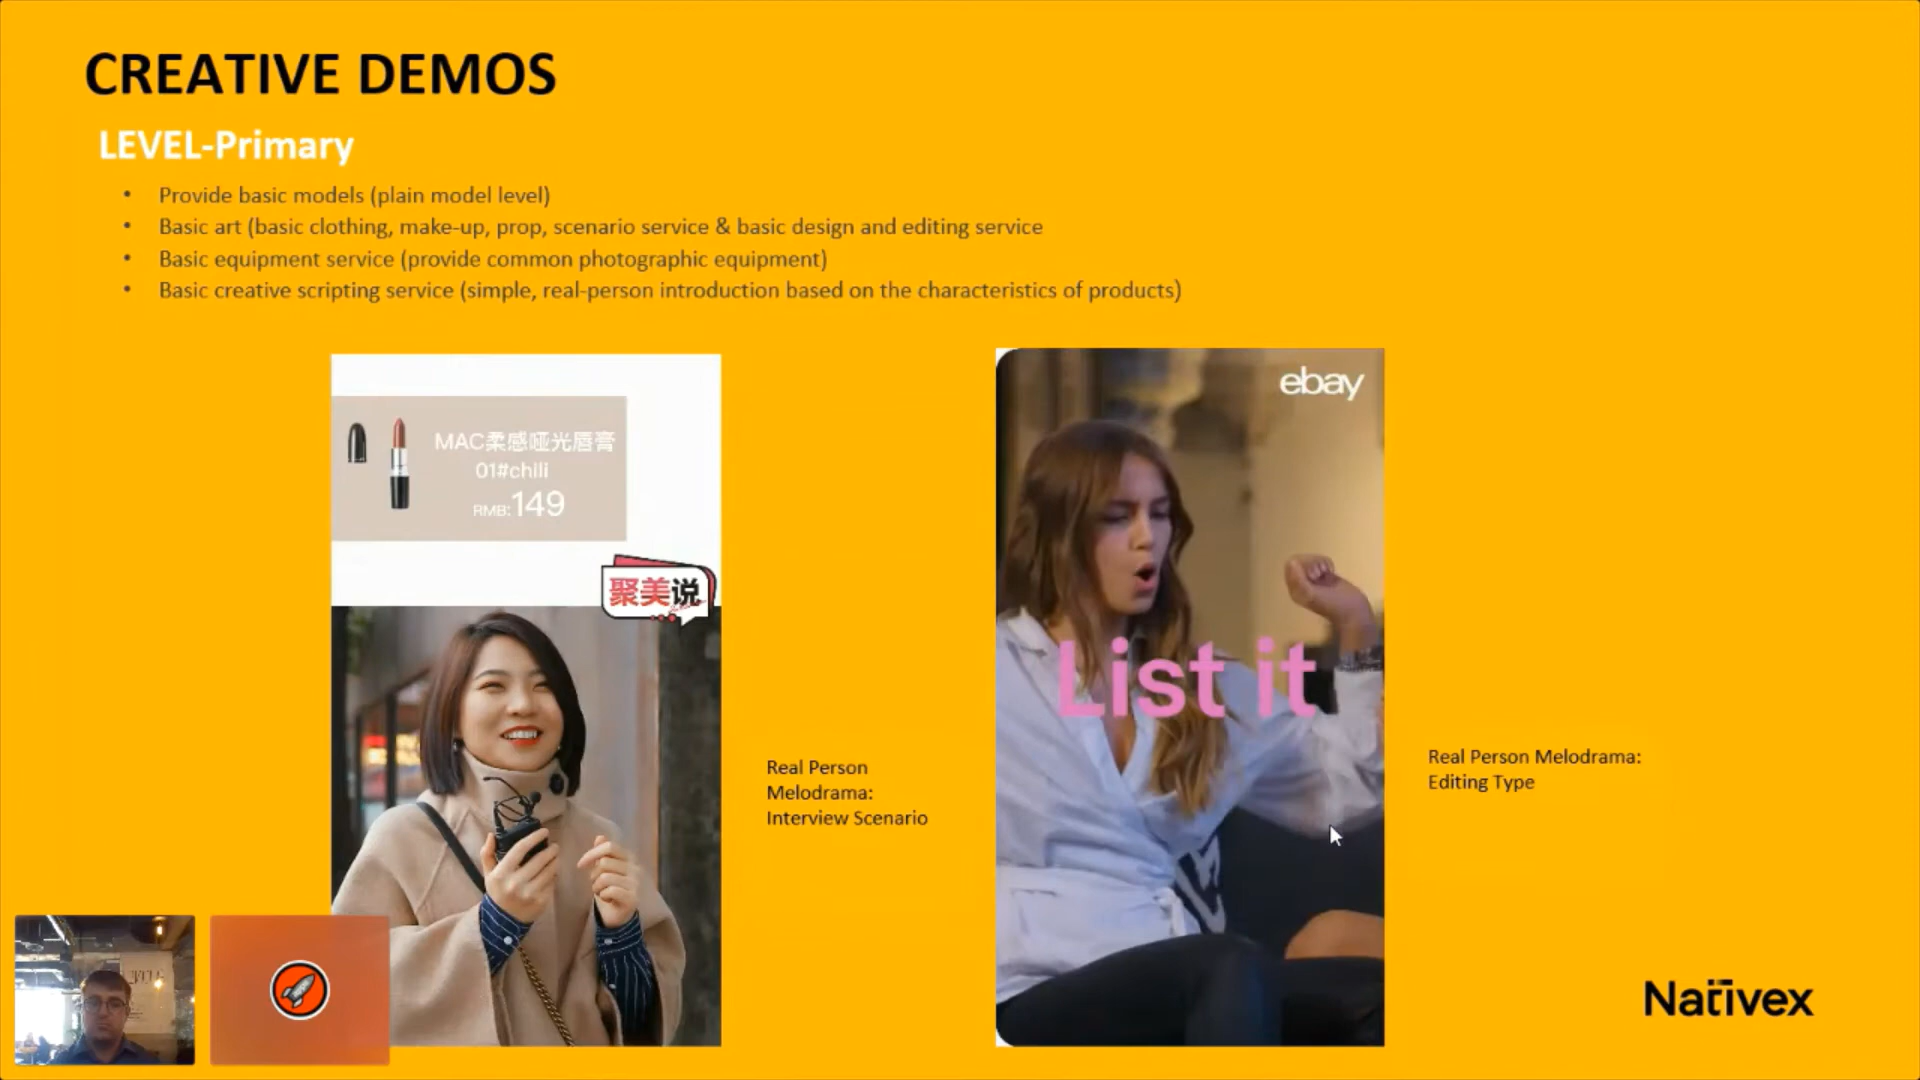 CREATIVE DEMOS
LEVEL-Primary
• Provide basic models (plain model level)
• Basic art (basic clothing, make-up, prop, scenario service & basic design and editing service
• Basic equipment service (provide common photographic equipment)
• Basic creative scripting service (simple, real-person introduction based on the characteristics of products)
MAC柔感哑光唇膏
01#chili
RMB:149
聚美说
Real Person
Melodrama:
Interview Scenario
ebay
List it
Real Person Melodrama:
Editing Type
Nativex